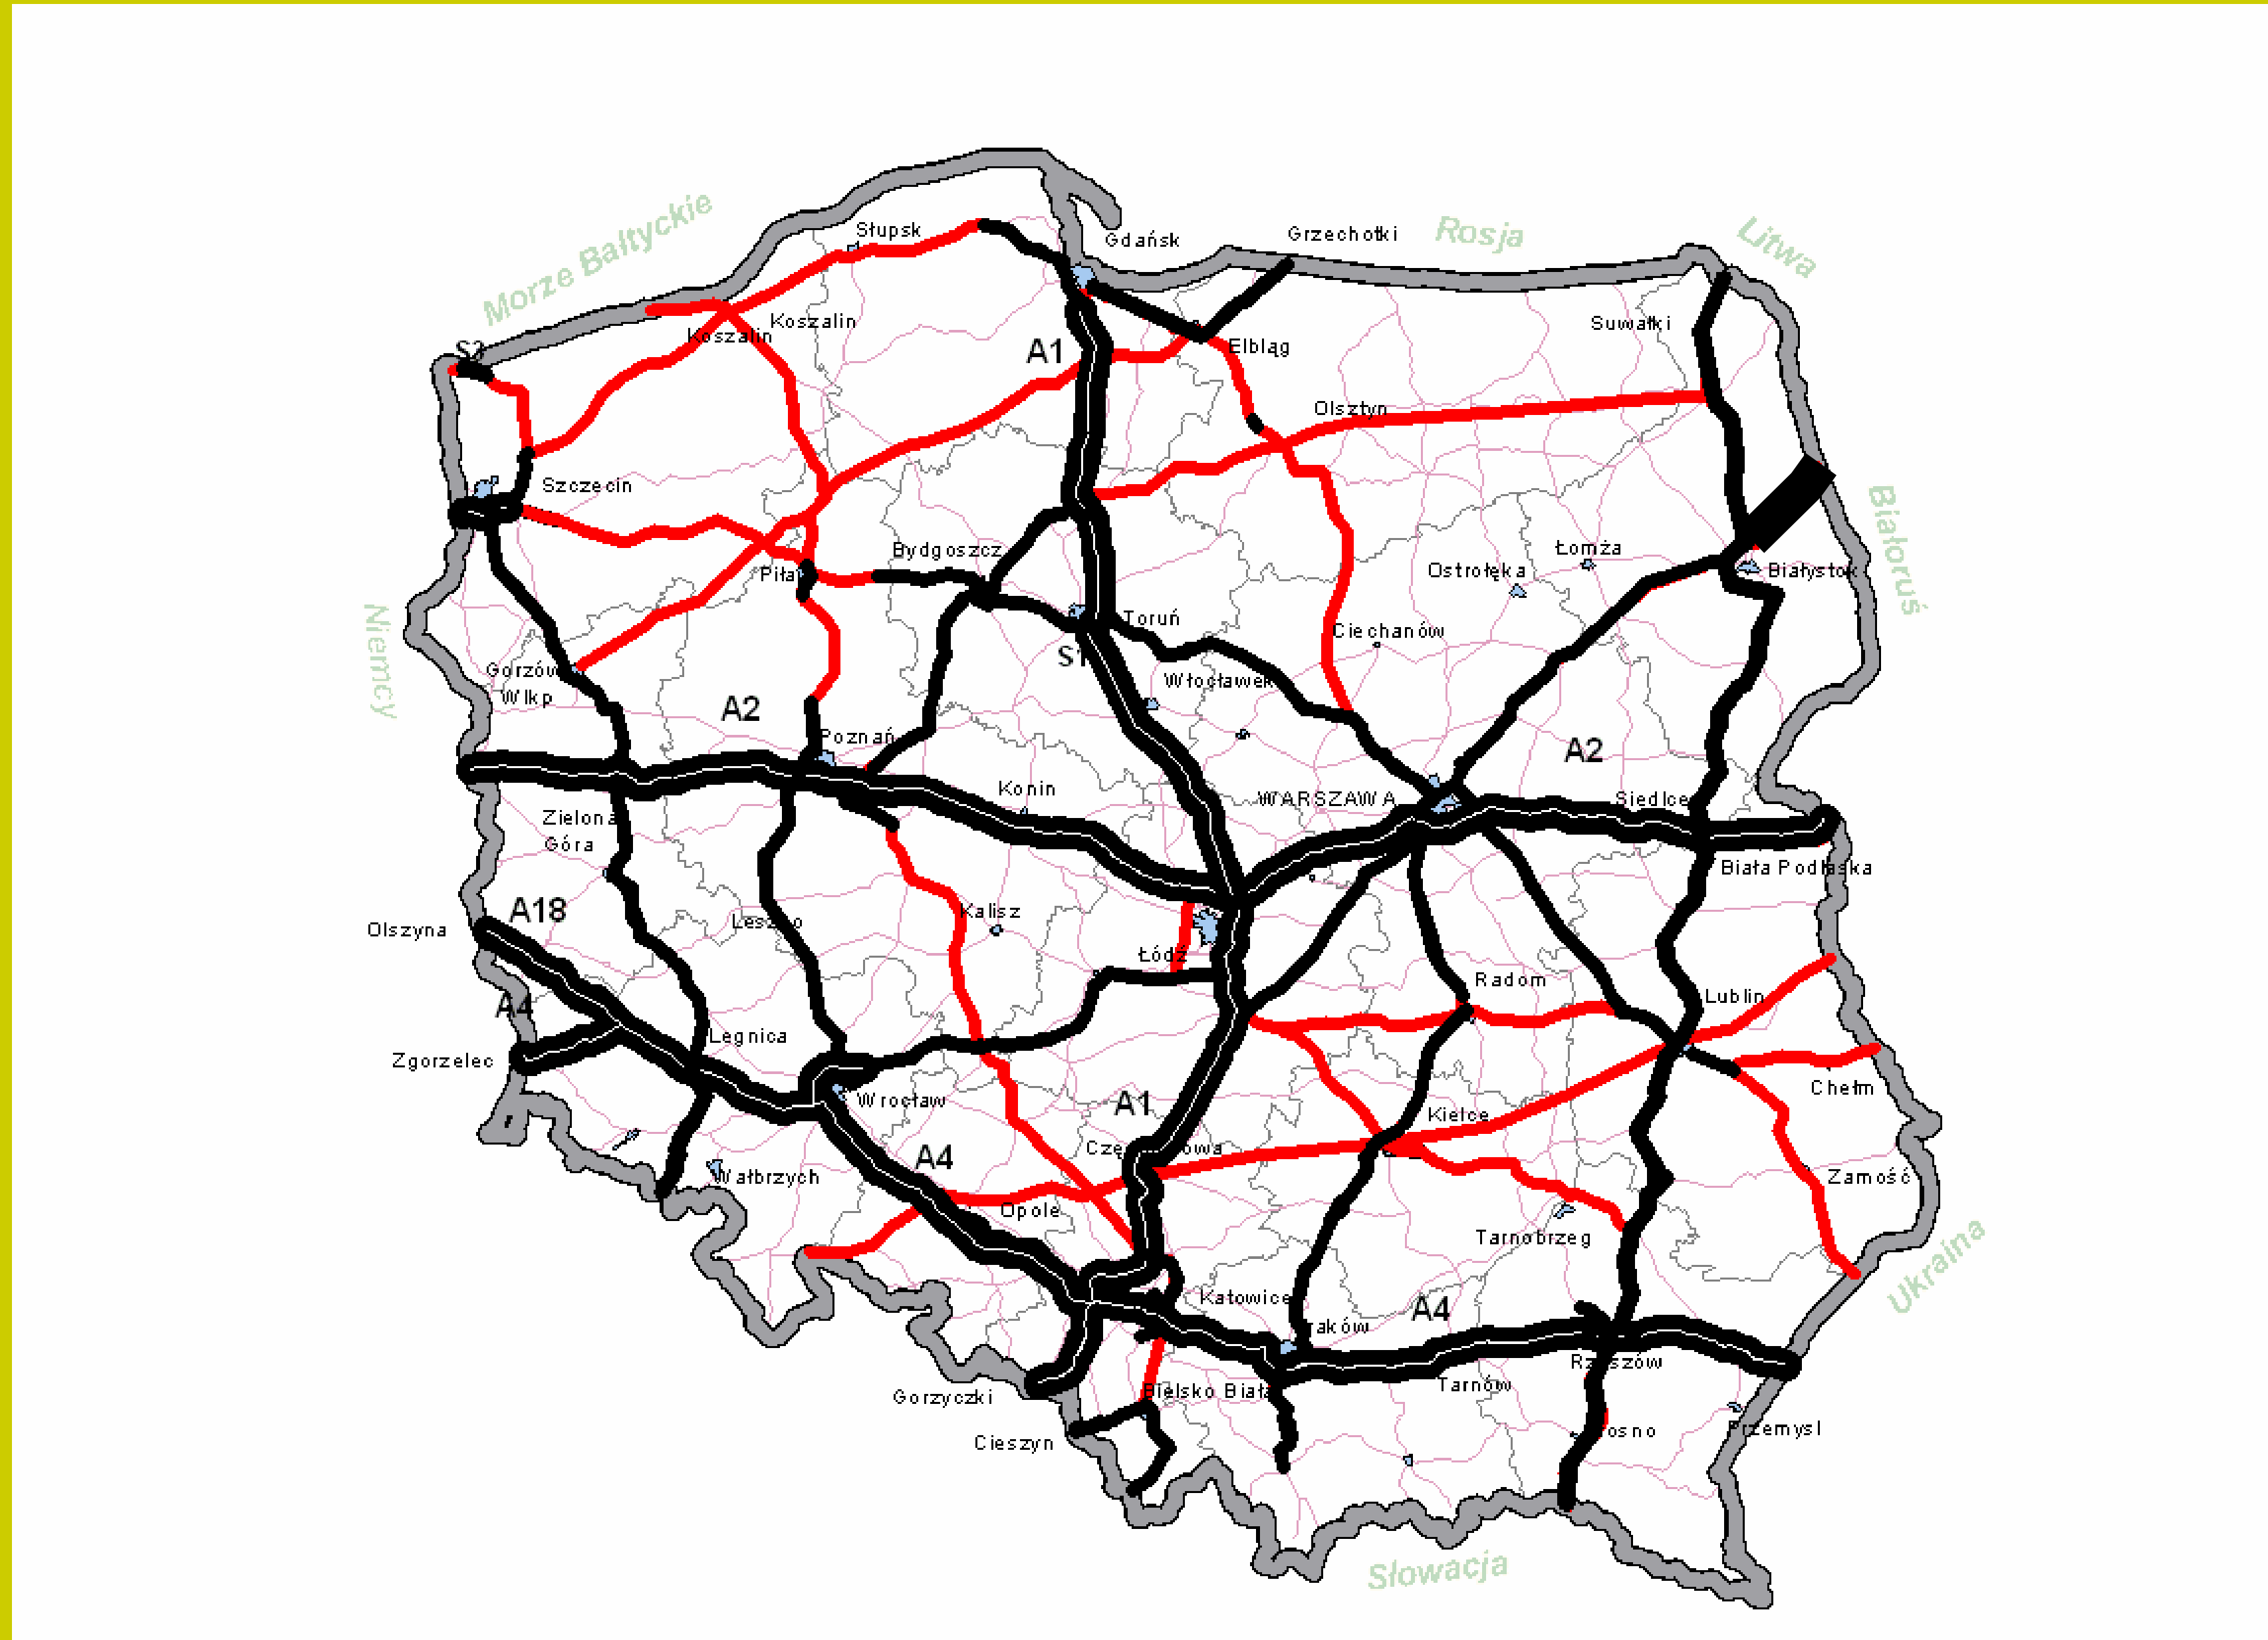 Morze Bałtyckie
Słupsk
Gdańsk
Grzechotki
Rosja
Litwa
Koszalin
Koszalin
S3
A1
Elbląg
Suwałki
Olsztyn
Szczecin
Białoruś
Bydgoszcz
Piła
Łomża
Ostrołęka
Białystok
Niemcy
Toruń
Ciechanów
Gorzów
Wlkp
Włocławek
A2
Poznań
A2
Konin
WARSZAWA
Siedlce
Zielona
Góra
Biała Podlaska
A18
Olszyna
Kalisz
Łódź
Radom
Lublin
A4
Legnica
Zgorzelec
Chełm
Wrocław
A1
Kielce
A4
Wałbrzych
Zamość
Opole
Tarnobrzeg
Ukraina
Katowice
A4
Tarnów
Gorzyczki
Bielsko Biała
Przemysl
Cieszyn
Słowacja